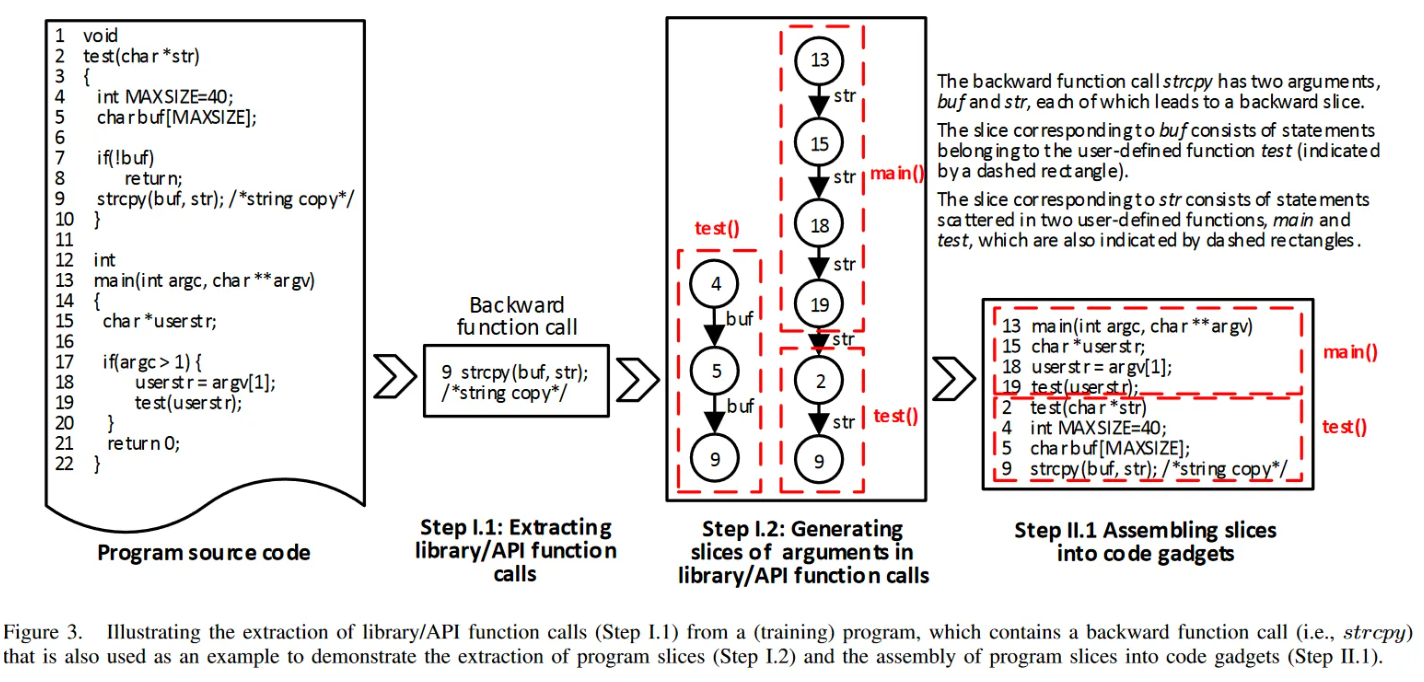 1 void
2 test(char *str)
3 {
4 int MAXSIZE=40;
5 charbuf[MAXSIZE];
6
7 if(!buf)
8 return;
9 strcpy(buf, str); /*string copy*/
10 }
11
12 int
13 main(int argc, char **argv)
14 {
15 char *userstr;
16
17 if(argc > 1) {
18 userstr = argv[1];
19 test(userstr);
20 }
21 return 0;
22 }
Program source code
Backward
function call
9 strcpy(buf, str);
/*string copy*/
Step I.1: Extracting
library/API function
calls
test()
4
buf
5
buf
9
13
str
15
str
main()
18
str
19
str
2
str
test()
9
Step I.2: Generating
slices of arguments in
library/API function calls
The backward function call strcpy has two arguments,
buf and str, each of which leads to a backward slice.
The slice corresponding to buf consists of statements
belonging to the user-defined function test (indicated
by a dashed rectangle).
The slice corresponding to str consists of statements
scattered in two user-defined functions, main and
test, which are also indicated by dashed rectangles.
13 main(int argc, char **argv)
15 char *userstr;
18 userstr = argv[1];
19 test(userstr);
main()
2 test(char *str)
4 int MAXSIZE=40;
5 charbuf[MAXSIZE];
9 strcpy(buf, str); /*string copy*/
test()
Step II.1 Assembling slices
into code gadgets
Figure 3. Illustrating the extraction of library/API function calls (Step I.1) from a (training) program, which contains a backward function call (i.e., strcpy)
that is also used as an example to demonstrate the extraction of program slices (Step I.2) and the assembly of program slices into code gadgets (Step II.1).